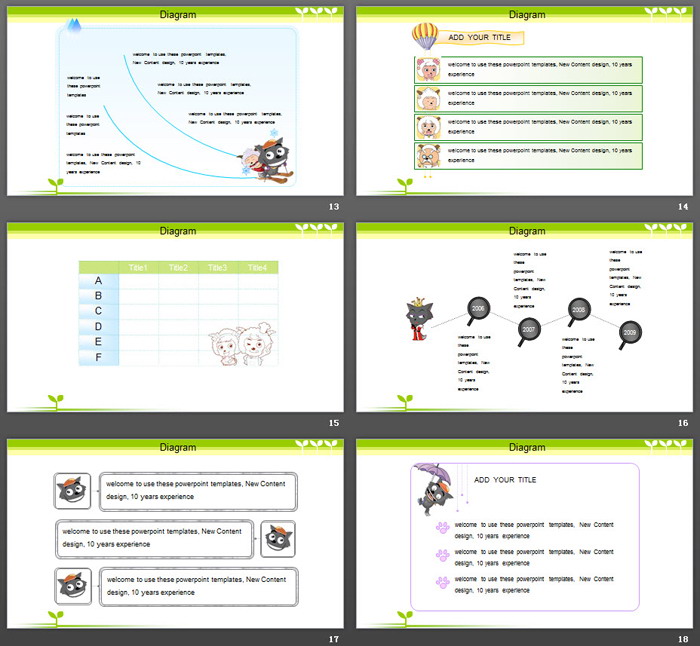 Diagram
welcome to use these powerpoint templates,
New Content design, 10 years experience
welcome to use
these powerpoint
templates
welcome to use these powerpoint templates,
New Content design, 10 years experience
welcome to use these powerpoint templates,
New Content design, 10 years experience
welcome to use
these powerpoint
templates
welcome to use these powerpoint
templates, New Content design, 10
years experience
13
Diagram
ADD YOUR TITLE
welcome to use these powerpoint templates, New Content design, 10 years
experience
welcome to use these powerpoint templates, New Content design, 10 years
experience
welcome to use these powerpoint templates, New Content design, 10 years
experience
welcome to use these powerpoint templates, New Content design, 10 years
experience
14
Diagram
Title1 Title2 Title3 Title4
A
B
C
D
E
F
15
Diagram
welcome to use
these
powerpoint
templates, New
Content design,
10 years
experience
welcome to use
these
powerpoint
templates, New
Content design,
10 years
experience
2006
2007
2008
2009
welcome to use
these
powerpoint
templates, New
Content design,
10 years
experience
welcome to use
these
powerpoint
templates, New
Content design,
10 years
experience
16
Diagram
welcome to use these powerpoint templates, New Content
design, 10 years experience
welcome to use these powerpoint templates, New Content
design, 10 years experience
welcome to use these powerpoint templates, New Content
design, 10 years experience
17
Diagram
ADD YOUR TITLE
welcome to use these powerpoint templates, New Content
design, 10 years experience
welcome to use these powerpoint templates, New Content
design, 10 years experience
welcome to use these powerpoint templates, New Content
design, 10 years experience
18